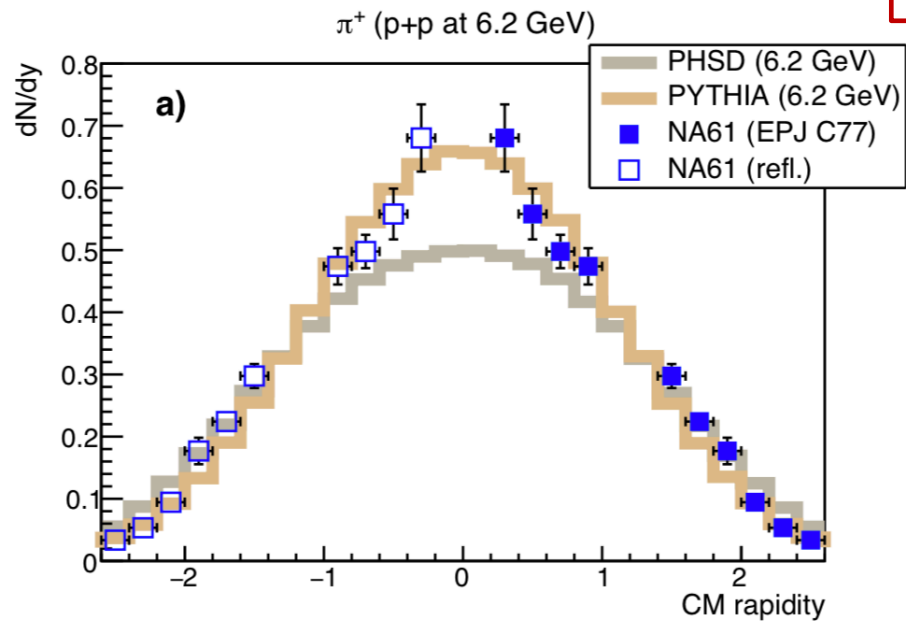 π⁺ (p+p at 6.2 GeV)
dN/dy
a)
PHSD (6.2 GeV)
PYTHIA (6.2 GeV)
NA61 (EPJ C77)
NA61 (refl.)
0.8
0.7
0.6
0.5
0.4
0.3
0.2
0.1
0
−2 −1 0 1 2
CM rapidity